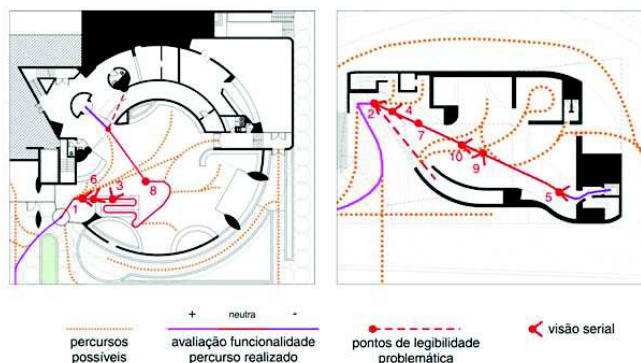 1
6
3
8
2
4
7
10
9
5
+ neutra -
percursos
possíveis
avaliação funcionalidade
percurso realizado
pontos de legibilidade
problemática
visão serial